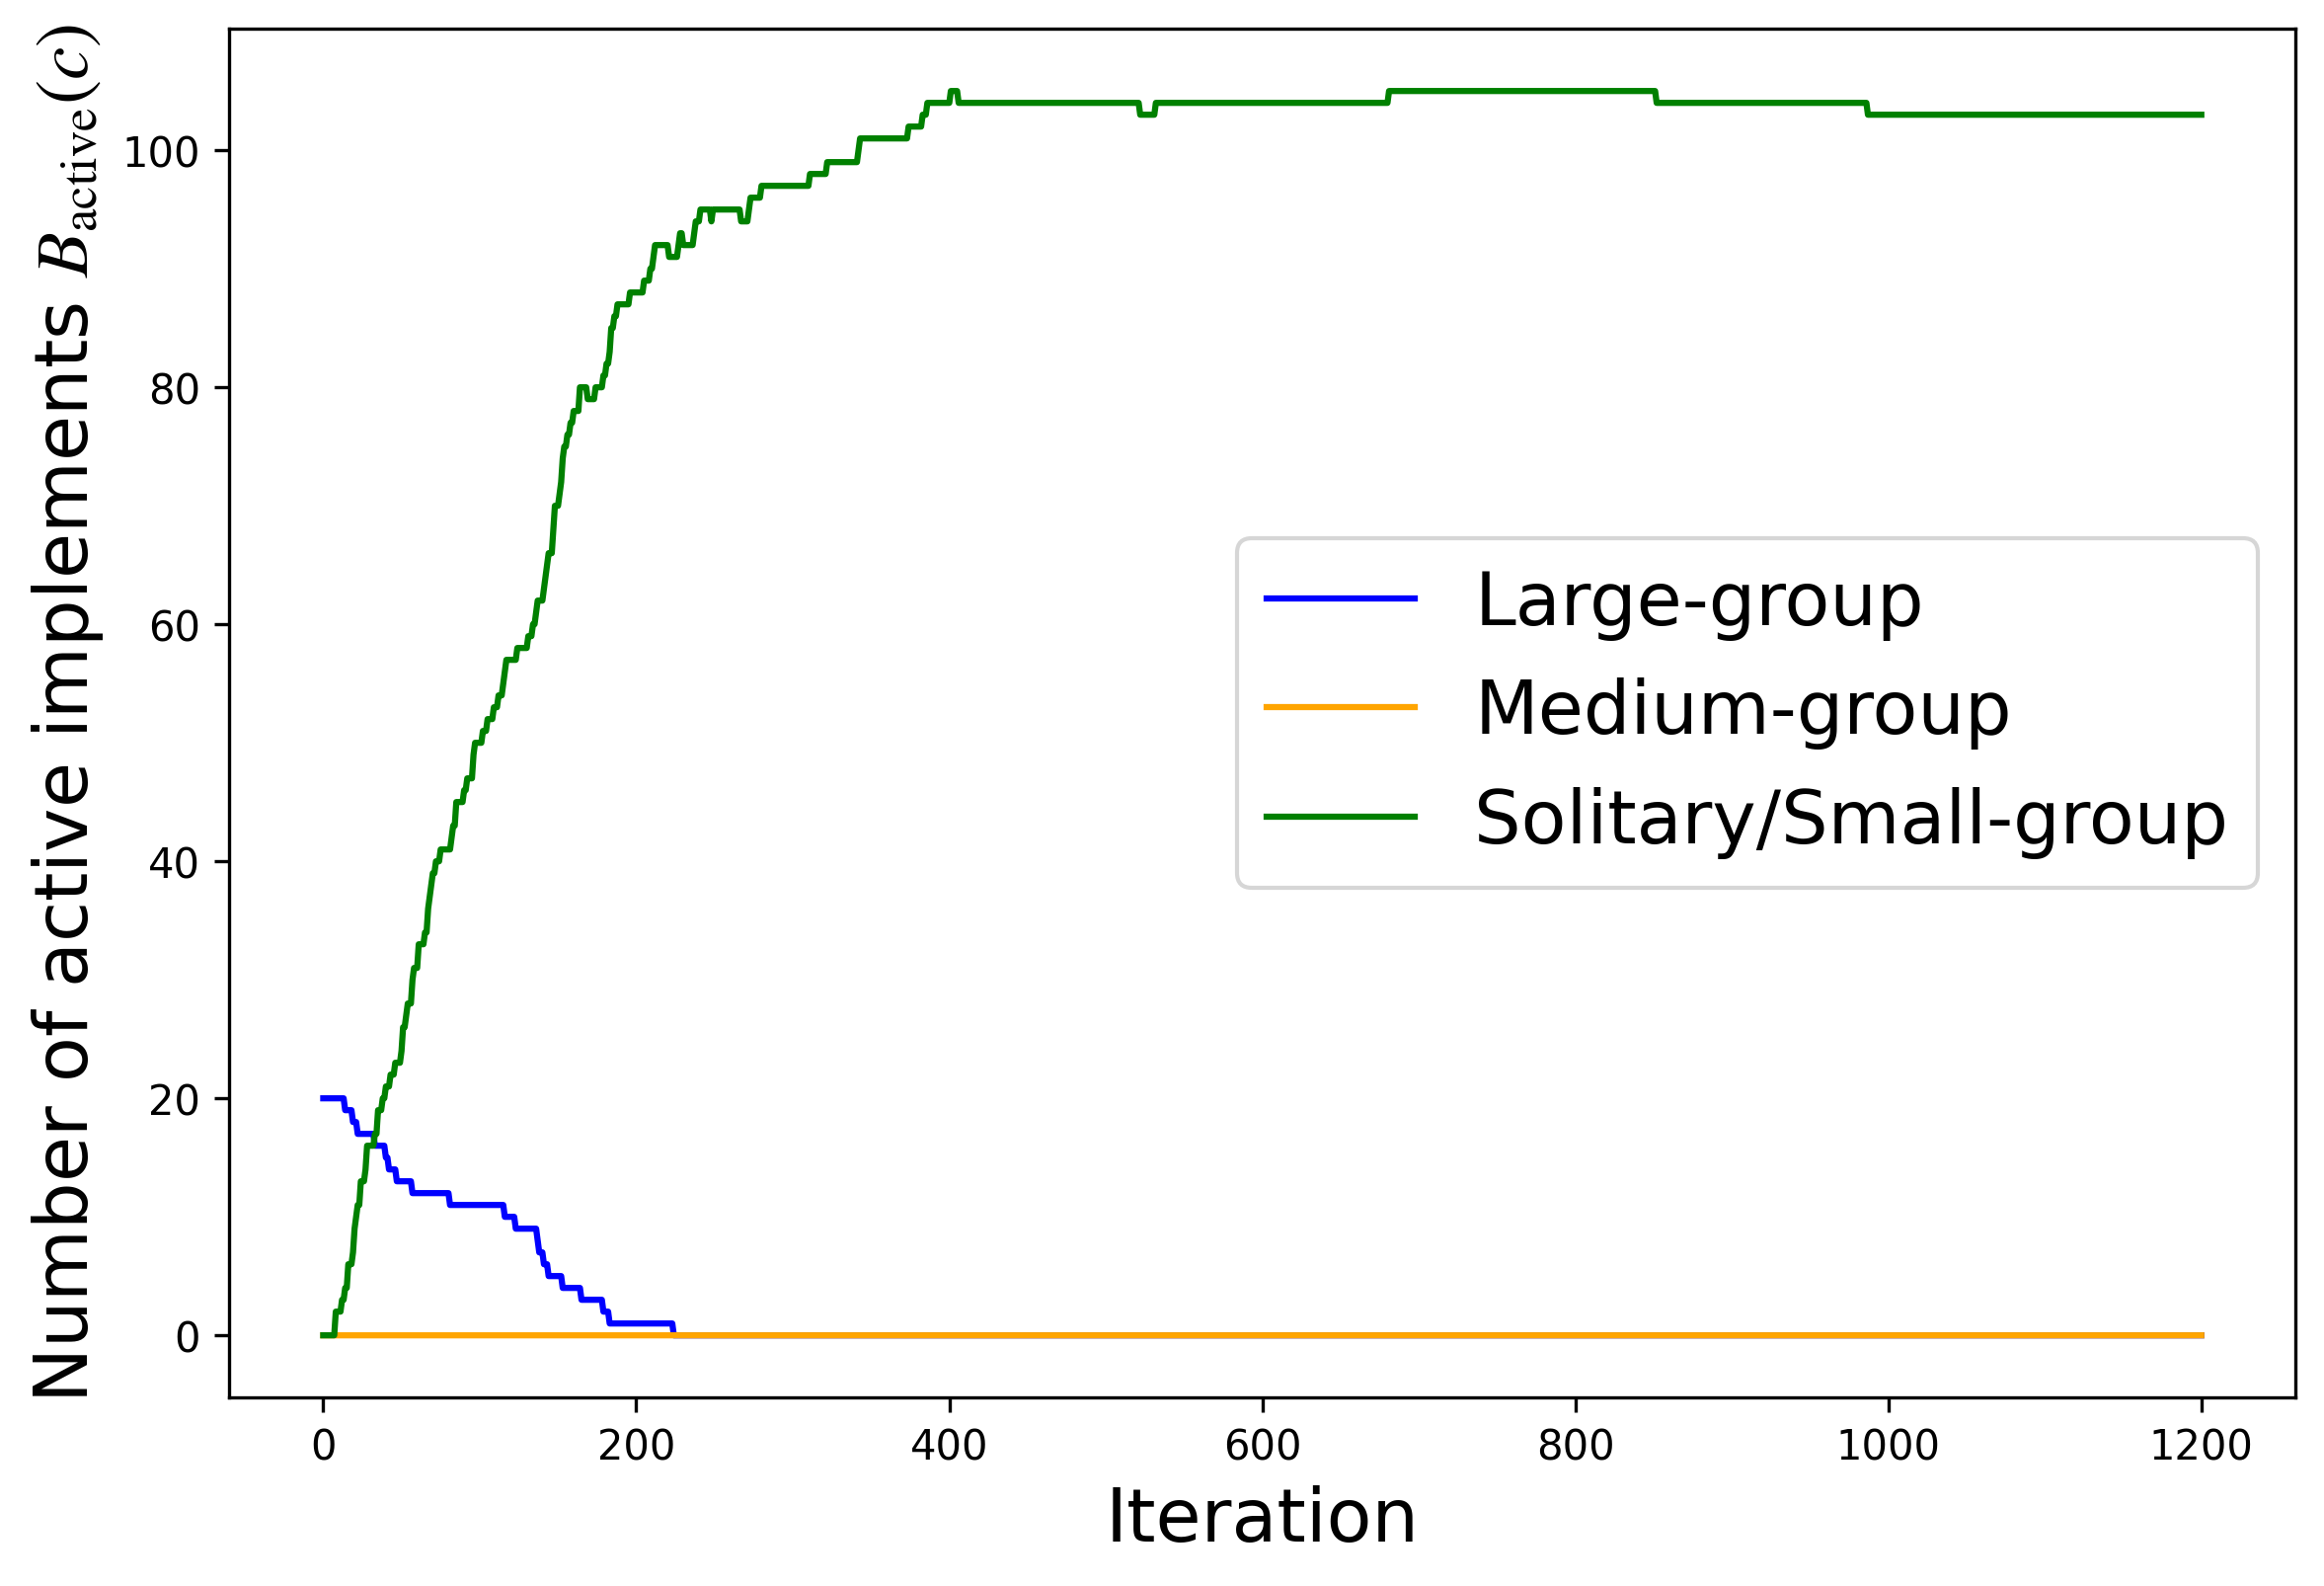 Number of active implements B_active(c)
100
80
60
40
20
0
Large-group
Medium-group
Solitary/Small-group
0 200 400 600 800 1000 1200
Iteration